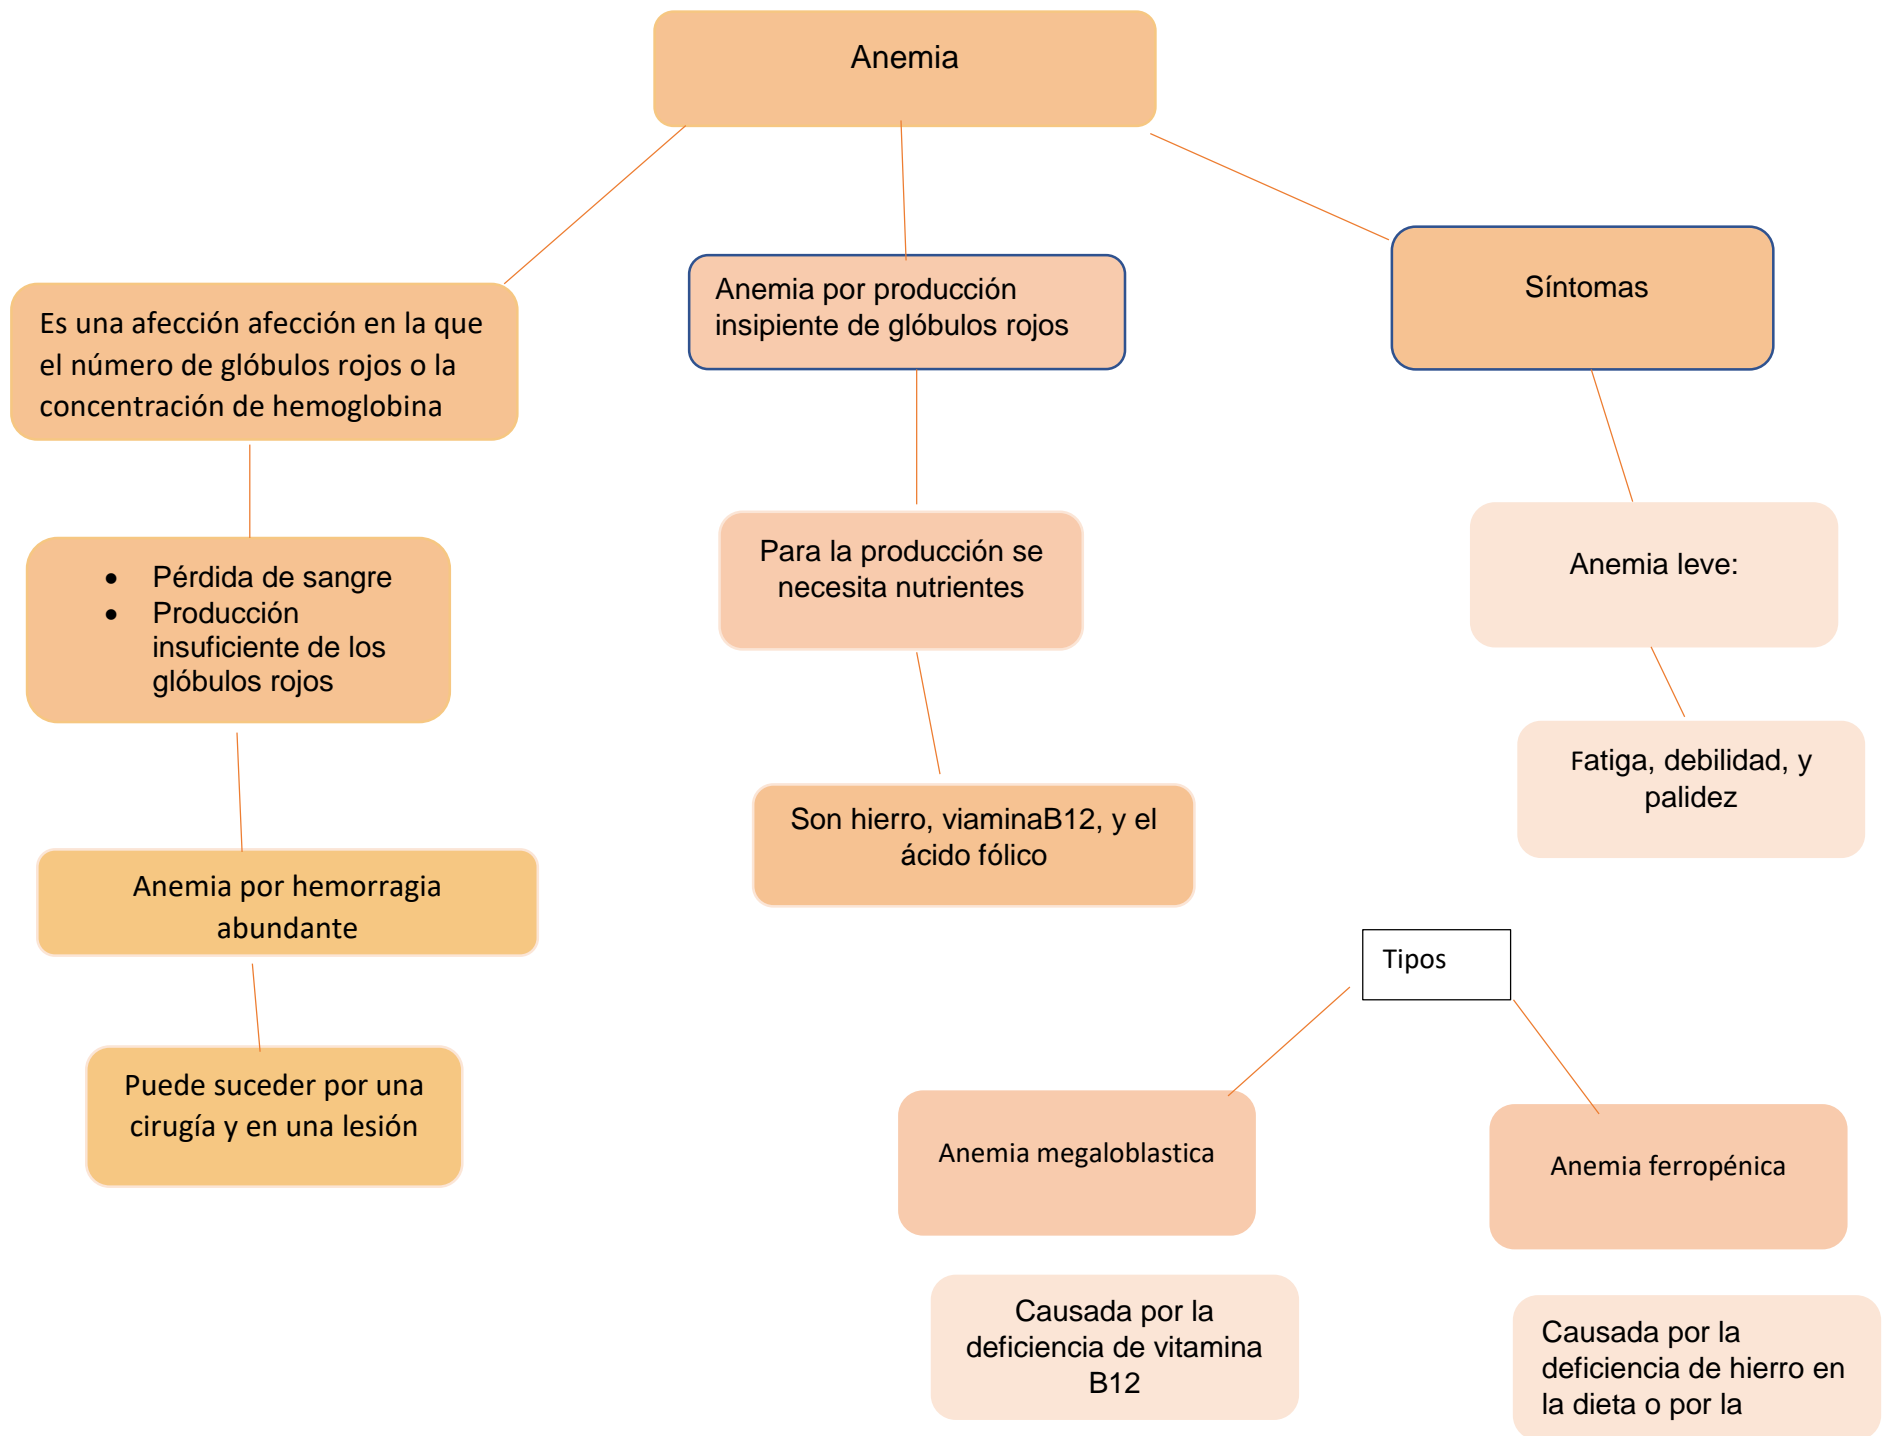 Anemia
Es una afección afección en la que
el número de glóbulos rojos o la
concentración de hemoglobina
Pérdida de sangre
Producción
insuficiente de los
glóbulos rojos
Anemia por hemorragia
abundante
Puede suceder por una
cirugía y en una lesión
Anemia por producción
insipiente de glóbulos rojos
Para la producción se
necesita nutrientes
Son hierro, viaminaB12, y el
ácido fólico
Síntomas
Anemia leve:
Fatiga, debilidad, y
palidez
Tipos
Anemia megaloblastica
Causada por la
deficiencia de vitamina
B12
Anemia ferropénica
Causada por la
deficiencia de hierro en
la dieta o por la